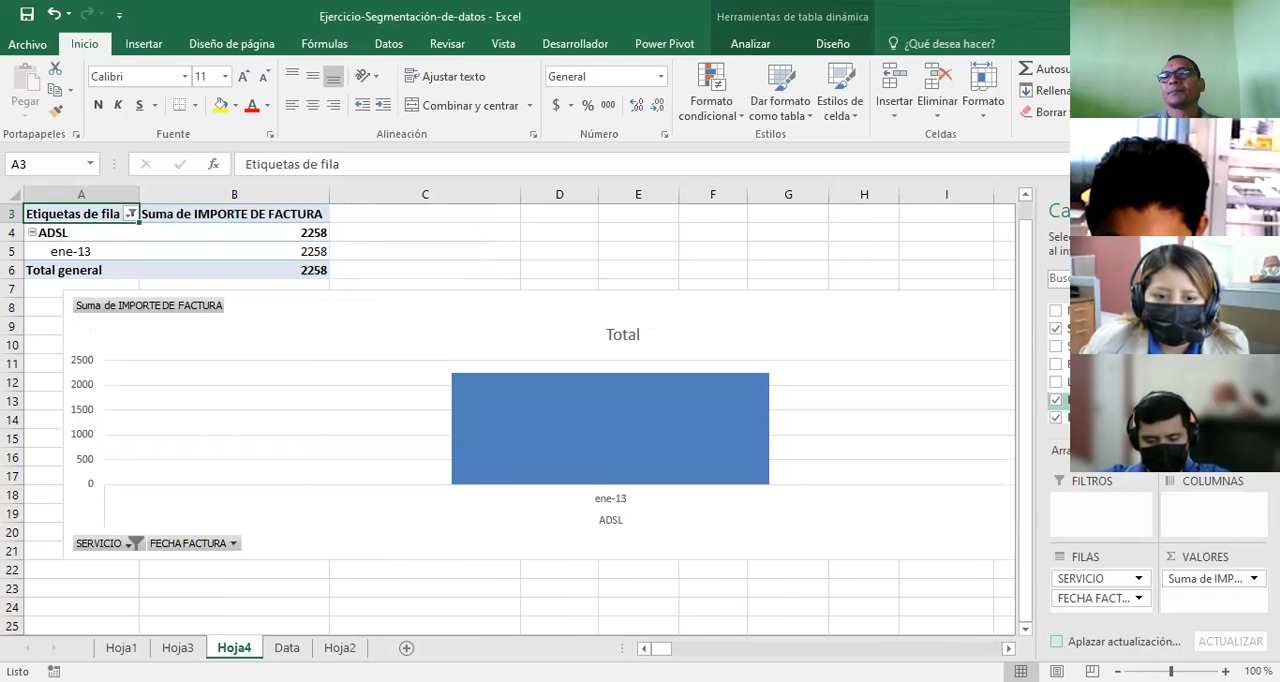 Ejercicio-Segmentación-de-datos - Excel
Herramientas de tabla dinámica
Archivo Inicio Insertar Diseño de página Fórmulas Datos Revisar Vista Desarrollador Power Pivot Analizar Diseño ¿Qué desea hacer?
Pegar
Calibri 11
Ajustar texto
General
Combinar y centrar
N K S
$ % 000
Formato condicional
Dar formato como tabla
Estilos de celda
Insertar Eliminar Formato
Autosu
Rellena
Borrar
Portapapeles Fuente Alineación Número Estilos Celdas
A3 fx Etiquetas de fila
A B C D E F G H I
3 Etiquetas de fila Suma de IMPORTE DE FACTURA
4 ADSL 2258
5 ene-13 2258
6 Total general 2258
7
8 Suma de IMPORTE DE FACTURA
9
10
11
12
13
14
15
16
17
18
19
20
21
22
23
24
25
Total
2500
2000
1500
1000
500
0
ene-13
ADSL
SERVICIO FECHA FACTURA
Ca
Selec
al in
Busc
Arra
FILTROS COLUMNAS
FILAS Σ VALORES
SERVICIO Suma de IMP...
FECHA FACT...
Aplazar actualización... ACTUALIZAR
Hoja1 Hoja3 Hoja4 Data Hoja2
Listo 100 %